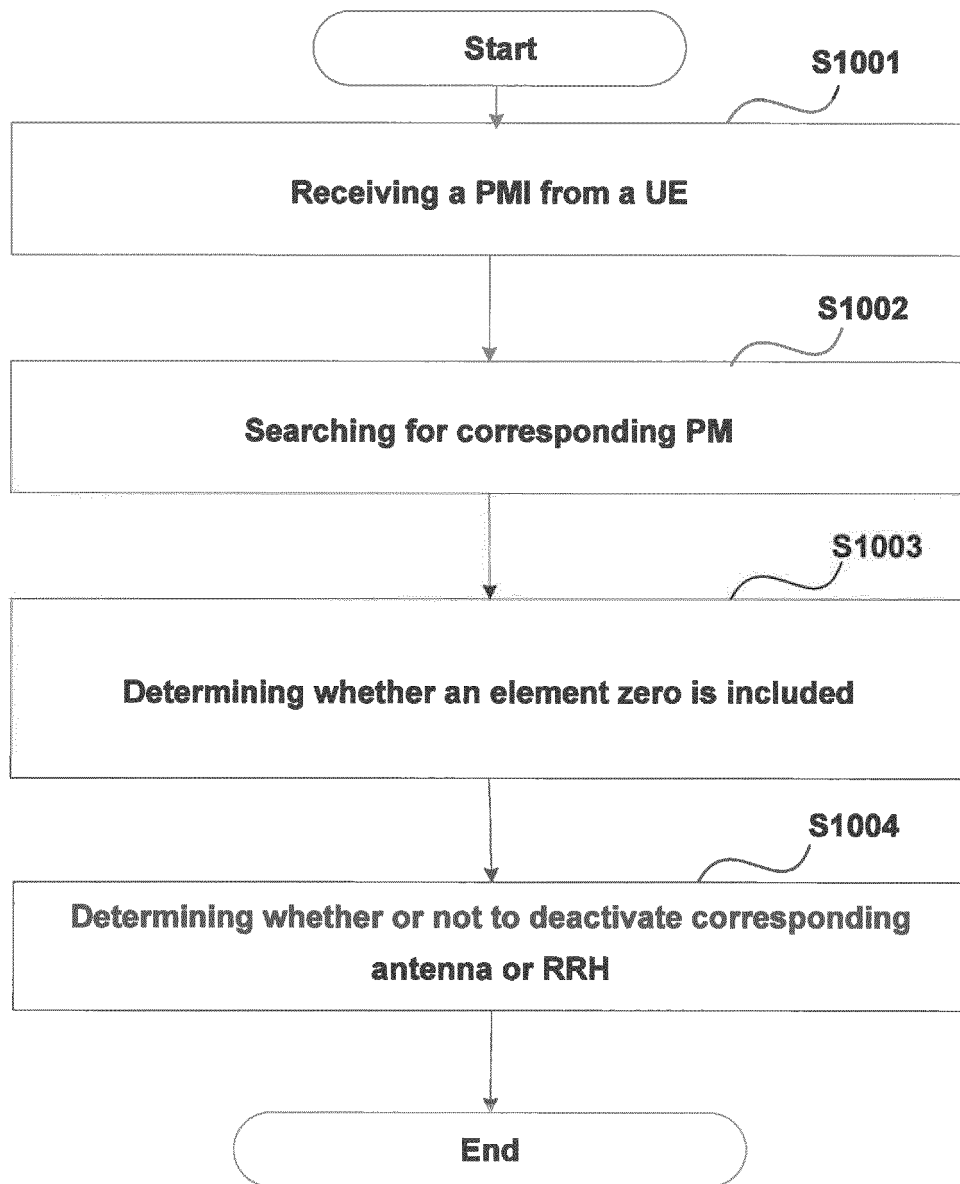 Start
S1001
Receiving a PMI from a UE
S1002
Searching for corresponding PM
S1003
Determining whether an element zero is included
S1004
Determining whether or not to deactivate corresponding
antenna or RRH
End